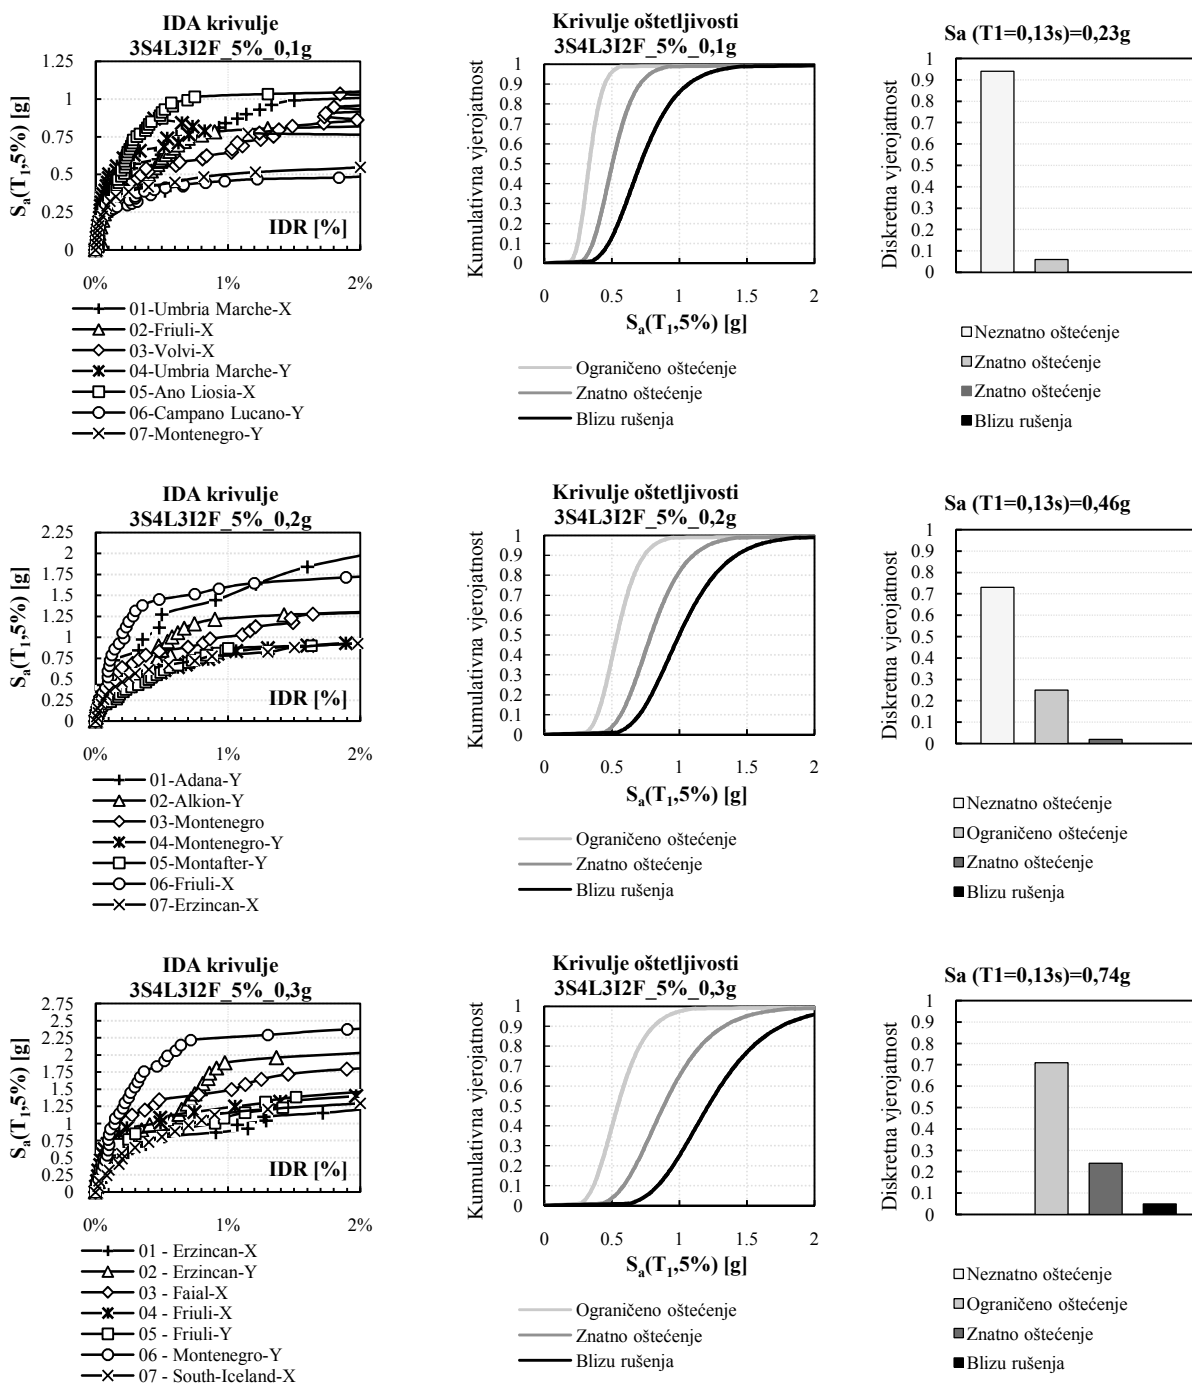 IDA krivulje
3S4L3I2F_5%_0,1g
1.25
1
0.75
0.5
0.25
0
Sa(T1,5%) [g]
IDR [%]
0%
1%
2%
01-Umbria Marche-X
02-Friuli-X
03-Volvi-X
04-Umbria Marche-Y
05-Ano Liosia-X
06-Campano Lucano-Y
07-Montenegro-Y
Krivulje oštetljivosti
3S4L3I2F_5%_0,1g
Kumulativna vjerojatnost
1
0.9
0.8
0.7
0.6
0.5
0.4
0.3
0.2
0.1
0
0
0.5
1
1.5
2
Sa(T1,5%) [g]
Ograničeno oštećenje
Znatno oštećenje
Blizu rušenja
Sa (T1=0,13s)=0,23g
Diskretna vjerojatnost
1
0.9
0.8
0.7
0.6
0.5
0.4
0.3
0.2
0.1
0
Neznatno oštećenje
Znatno oštećenje
Znatno oštećenje
Blizu rušenja
IDA krivulje
3S4L3I2F_5%_0,2g
2.25
2
1.75
1.5
1.25
1
0.75
0.5
0.25
0
Sa(T1,5%) [g]
IDR [%]
0%
1%
2%
01-Adana-Y
02-Alkion-Y
03-Montenegro
04-Montenegro-Y
05-Montafter-Y
06-Friuli-X
07-Erzincan-X
Krivulje oštetljivosti
3S4L3I2F_5%_0,2g
Kumulativna vjerojatnost
1
0.9
0.8
0.7
0.6
0.5
0.4
0.3
0.2
0.1
0
0
0.5
1
1.5
2
Sa(T1,5%) [g]
Ograničeno oštećenje
Znatno oštećenje
Blizu rušenja
Sa (T1=0,13s)=0,46g
Diskretna vjerojatnost
1
0.9
0.8
0.7
0.6
0.5
0.4
0.3
0.2
0.1
0
Neznatno oštećenje
Ograničeno oštećenje
Znatno oštećenje
Blizu rušenja
IDA krivulje
3S4L3I2F_5%_0,3g
2.75
2.5
2.25
2
1.75
1.5
1.25
1
0.75
0.5
0.25
0
Sa(T1,5%) [g]
IDR [%]
0%
1%
2%
01 - Erzincan-X
02 - Erzincan-Y
03 - Faial-X
04 - Friuli-X
05 - Friuli-Y
06 - Montenegro-Y
07 - South-Iceland-X
Krivulje oštetljivosti
3S4L3I2F_5%_0,3g
Kumulativna vjerojatnost
1
0.9
0.8
0.7
0.6
0.5
0.4
0.3
0.2
0.1
0
0
0.5
1
1.5
2
Sa(T1,5%) [g]
Ograničeno oštećenje
Znatno oštećenje
Blizu rušenja
Sa (T1=0,13s)=0,74g
Diskretna vjerojatnost
1
0.9
0.8
0.7
0.6
0.5
0.4
0.3
0.2
0.1
0
Neznatno oštećenje
Ograničeno oštećenje
Znatno oštećenje
Blizu rušenja